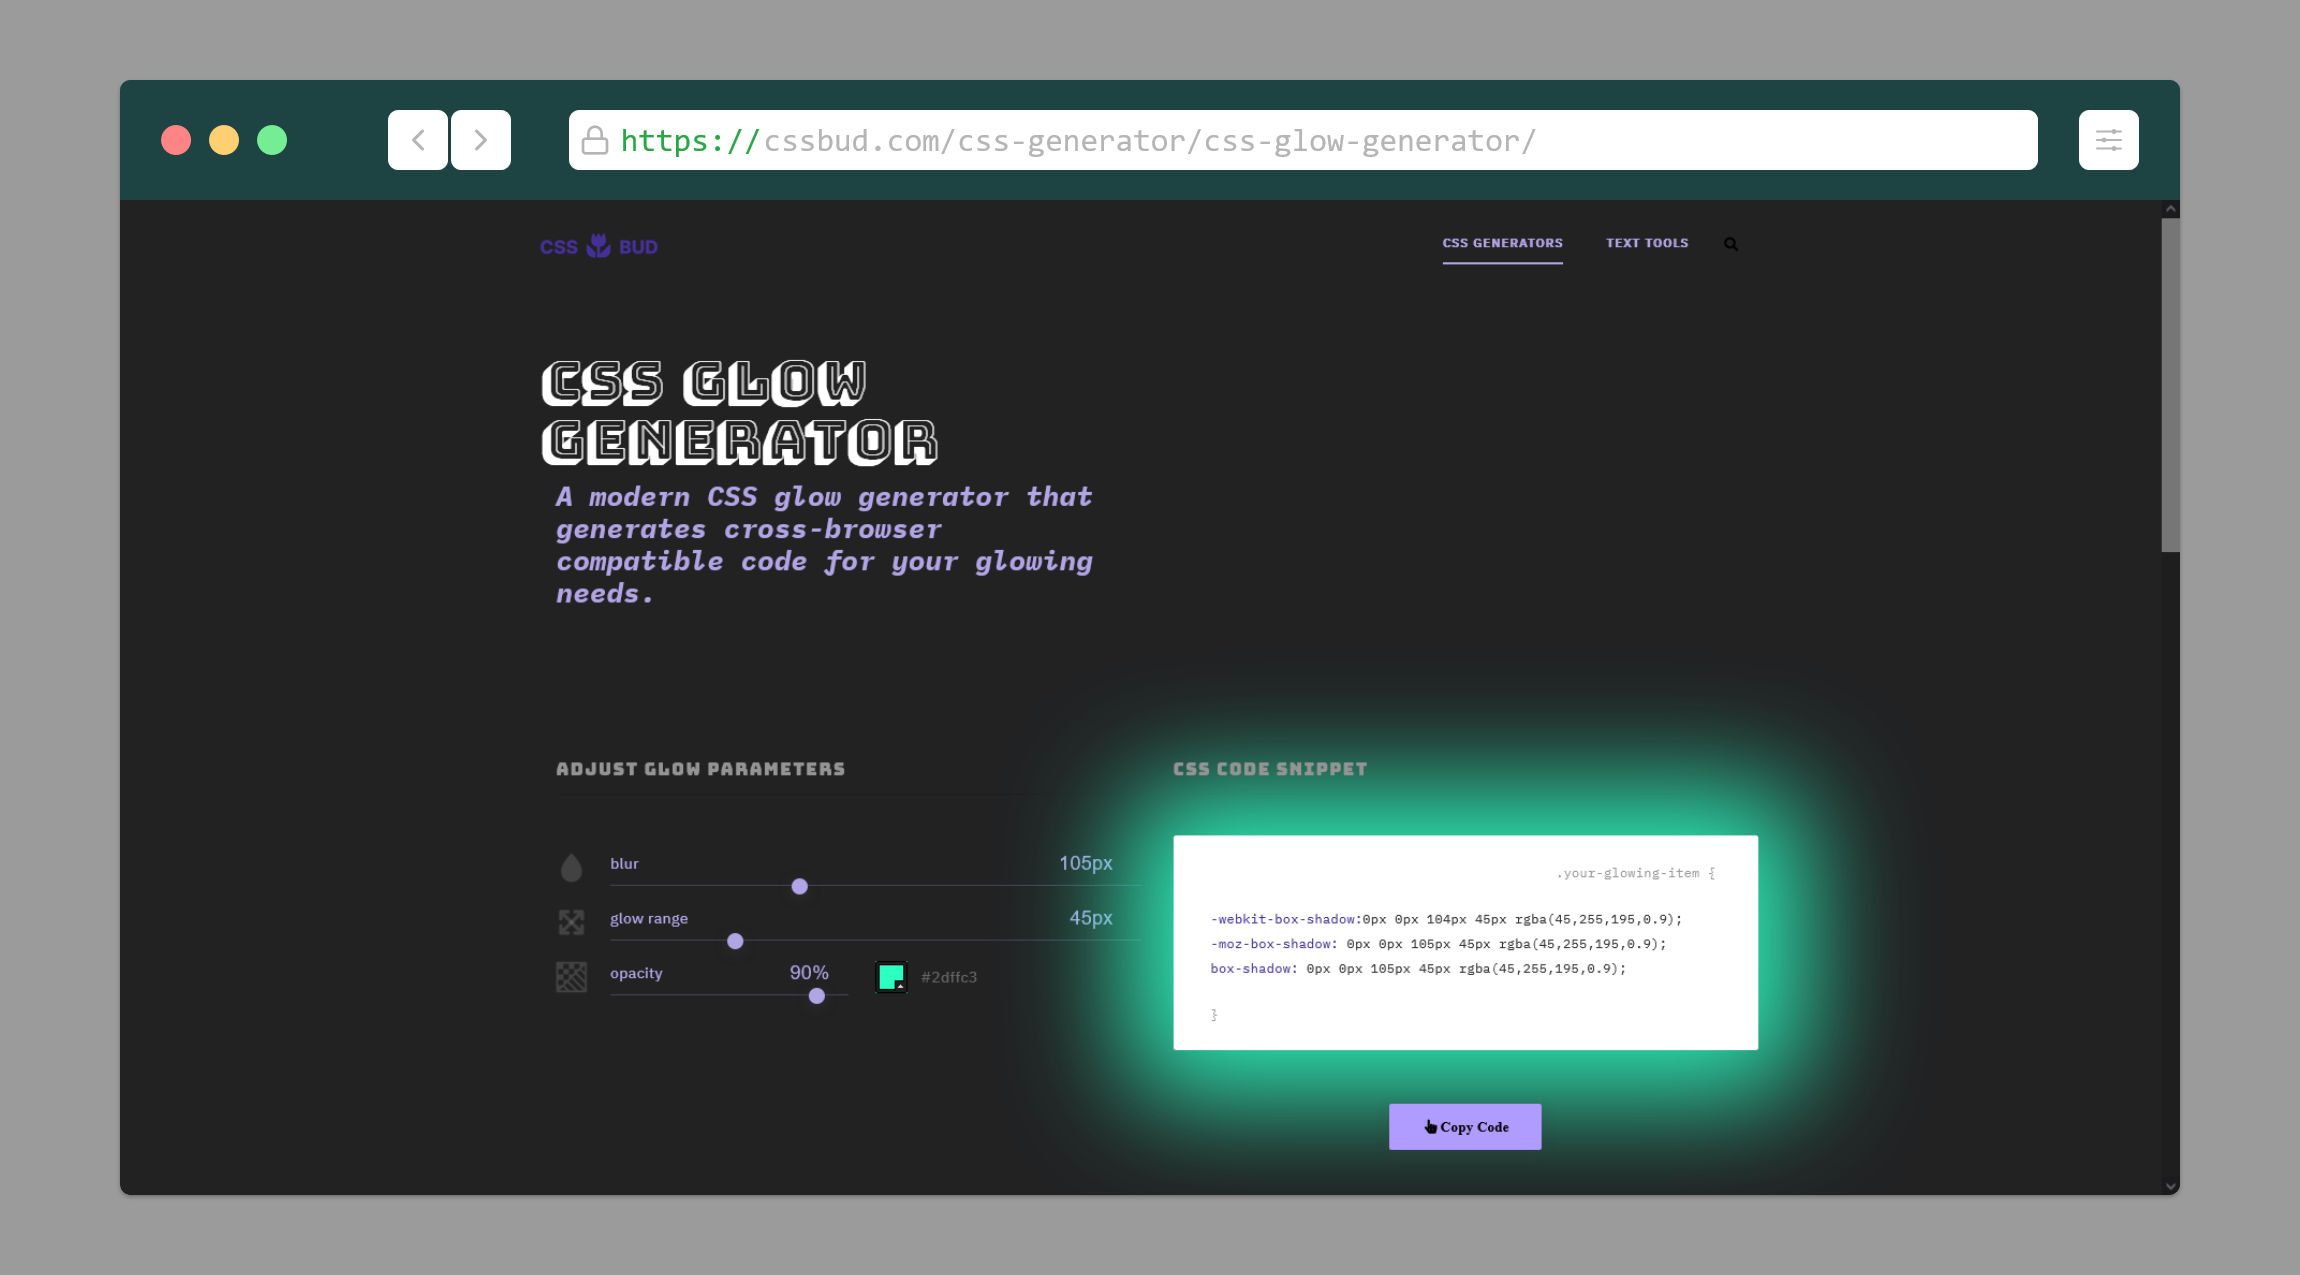 https://cssbud.com/css-generator/css-glow-generator/
CSS BUD
CSS GENERATORS
TEXT TOOLS
CSS GLOW
GENERATOR
A modern CSS glow generator that
generates cross-browser
compatible code for your glowing
needs.
ADJUST GLOW PARAMETERS
blur
105px
glow range
45px
opacity
90%
#2dffc3
CSS CODE SNIPPET
.your-glowing-item {
-webkit-box-shadow:0px 0px 104px 45px rgba(45,255,195,0.9);
-moz-box-shadow: 0px 0px 105px 45px rgba(45,255,195,0.9);
box-shadow: 0px 0px 105px 45px rgba(45,255,195,0.9);
}
Copy Code